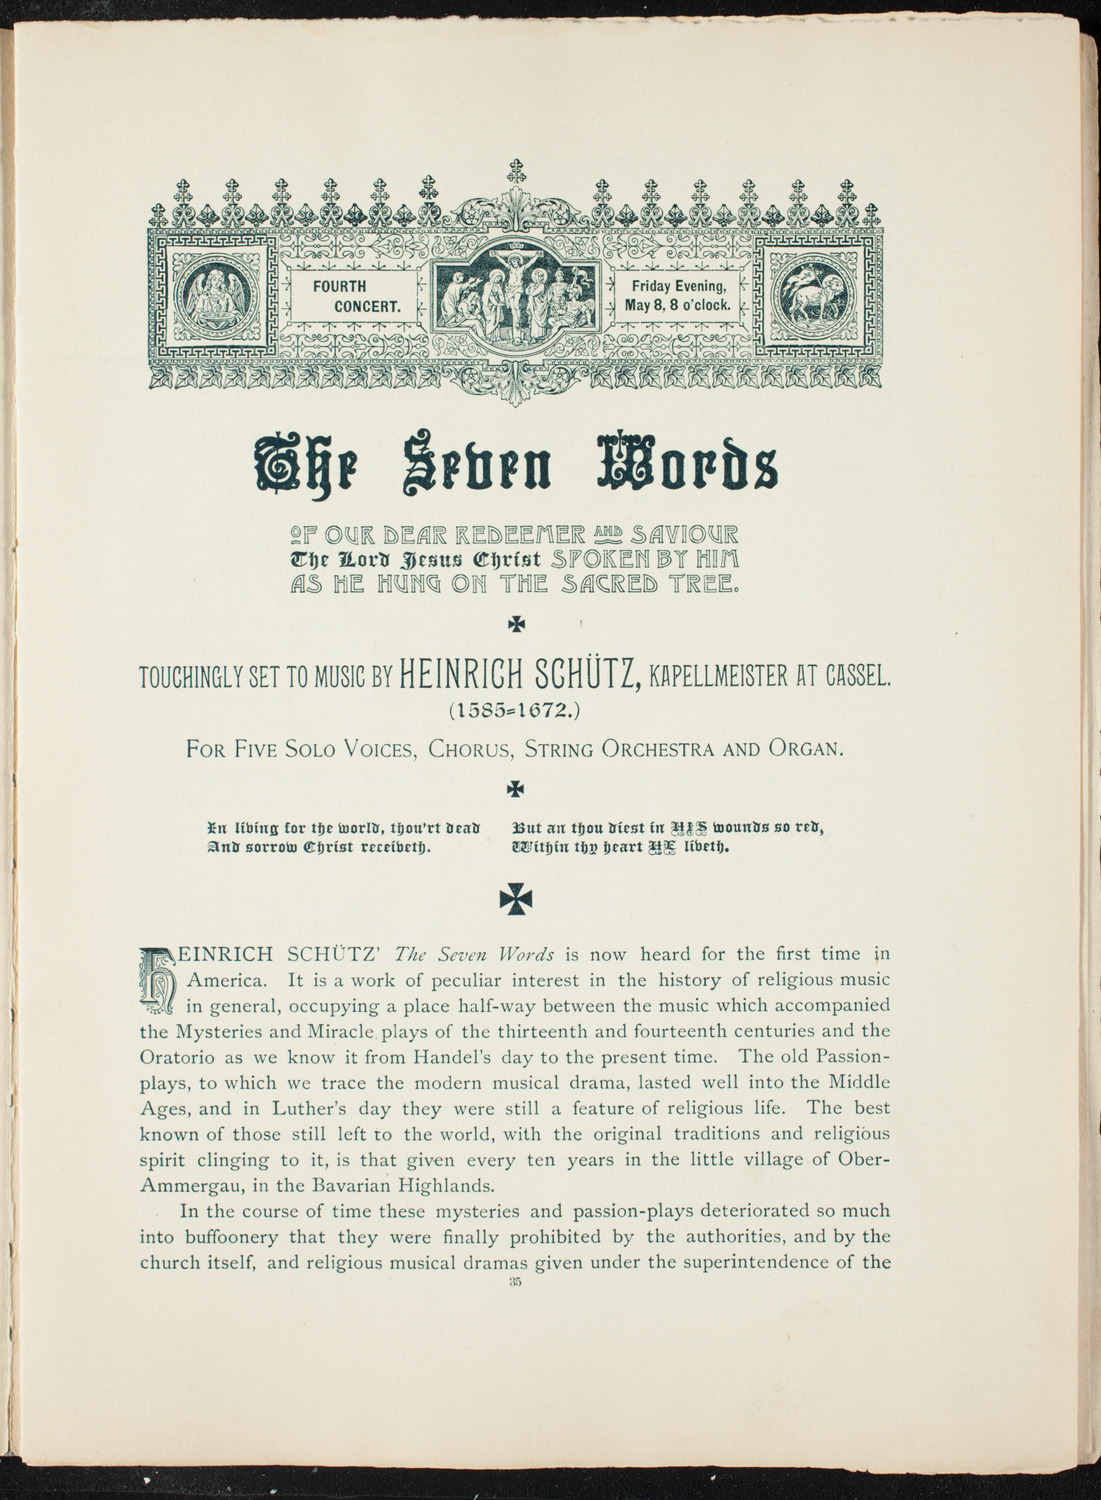 FOURTH
CONCERT.
Friday Evening,
May 8, 8 o'clock.
The Seven Words
OF OUR DEAR REDEEMER AND SAVIOUR
The Lord Jesus Christ SPOKEN BY HIM
AS HE HUNG ON THE SACRED TREE.
TOUCHINGLY SET TO MUSIC BY HEINRICH SCHÜTZ, KAPELLMEISTER AT CASSEL.
(1585=1672.)
FOR FIVE SOLO VOICES, CHORUS, STRING ORCHESTRA AND ORGAN.
In living for the world, thou'rt dead
And sorrow Christ receiveth.
But an thou diest in HIS wounds so red,
Within thy heart HE liveth.
HEINRICH SCHÜTZ' The Seven Words is now heard for the first time in
America. It is a work of peculiar interest in the history of religious music
in general, occupying a place half-way between the music which accompanied
the Mysteries and Miracle plays of the thirteenth and fourteenth centuries and the
Oratorio as we know it from Handel's day to the present time. The old Passion-
plays, to which we trace the modern musical drama, lasted well into the Middle
Ages, and in Luther's day they were still a feature of religious life. The best
known of those still left to the world, with the original traditions and religious
spirit clinging to it, is that given every ten years in the little village of Ober-
Ammergau, in the Bavarian Highlands.
In the course of time these mysteries and passion-plays deteriorated so much
into buffoonery that they were finally prohibited by the authorities, and by the
church itself, and religious musical dramas given under the superintendence of the
35